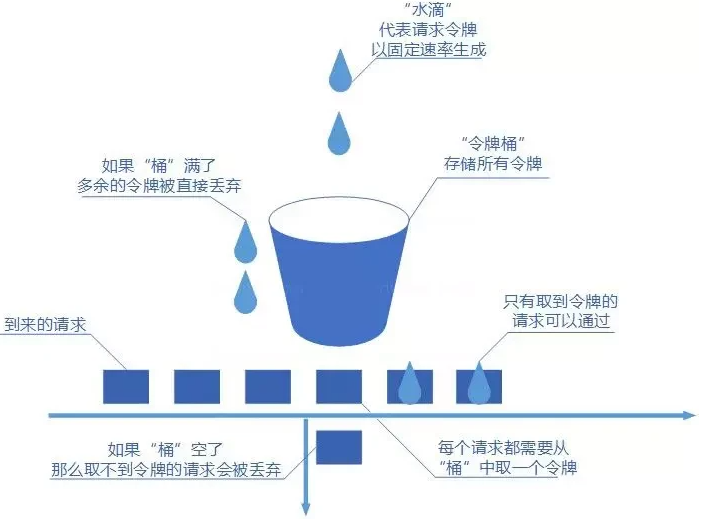 “水滴”
代表请求令牌
以固定速率生成
“令牌桶”
存储所有令牌
如果“桶”满了
多余的令牌被直接丢弃
只有取到令牌的
请求可以通过
到来的请求
如果“桶”空了
那么取不到令牌的请求会被丢弃
每个请求都需要从
“桶”中取一个令牌